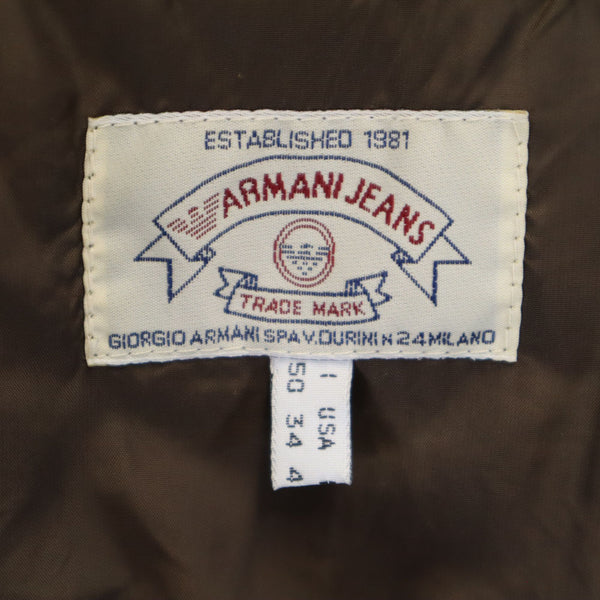 ESTABLISHED 1981
ARMANI JEANS
TRADE MARK
GIORGIO ARMANI SPA V. DURINI N 24 MILANO
I USA
50 34 4